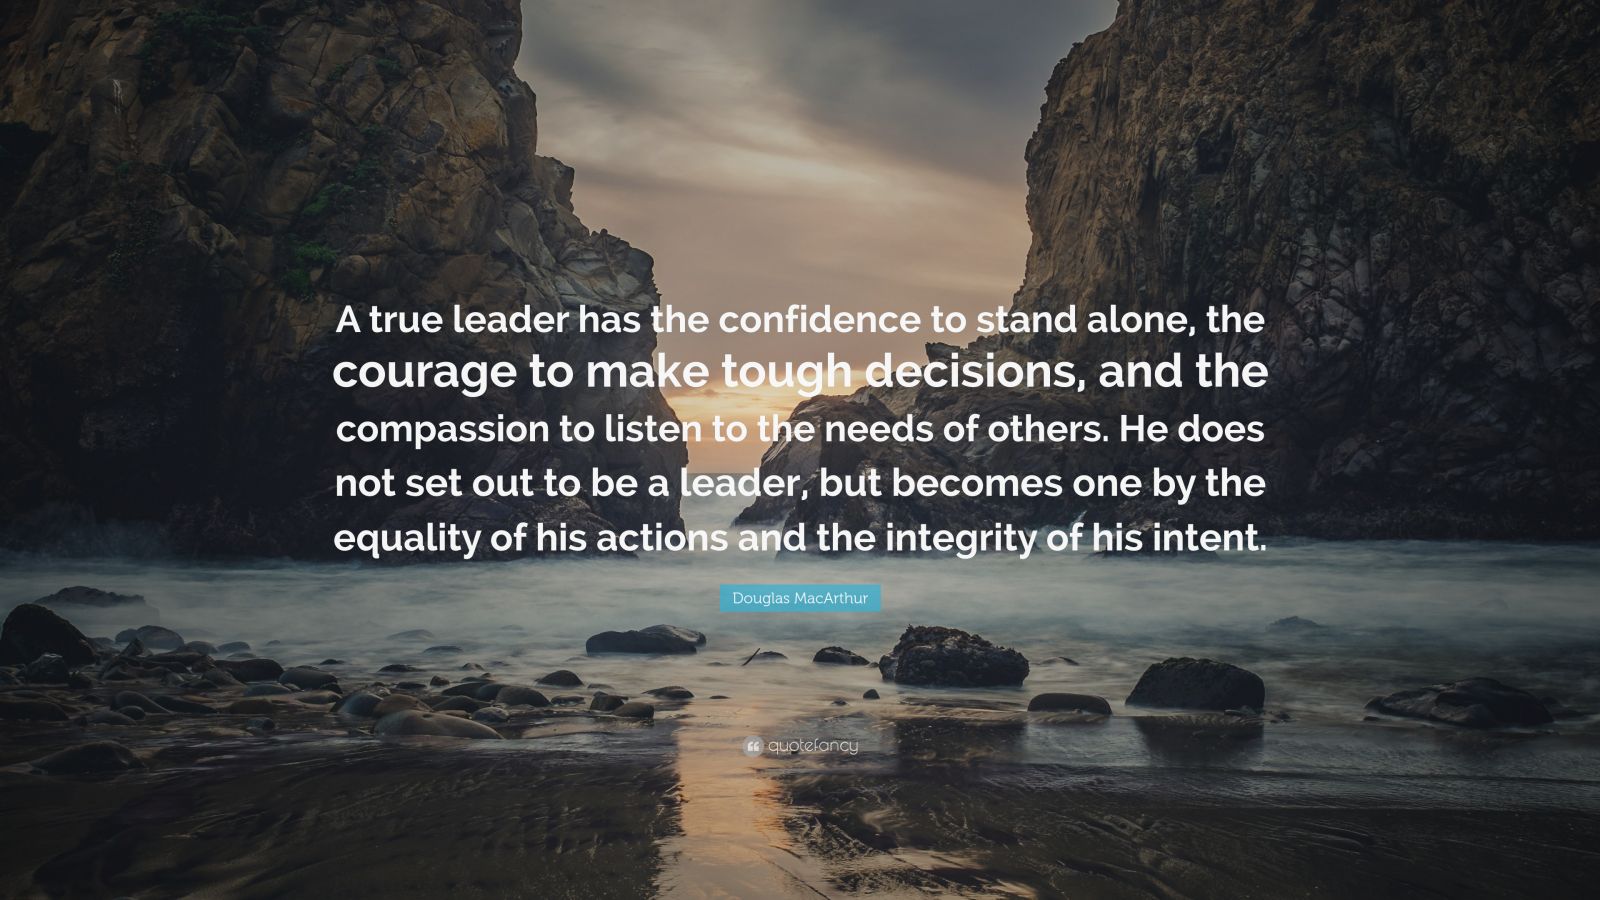 A true leader has the confidence to stand alone, the
courage to make tough decisions, and the
compassion to listen to the needs of others. He does
not set out to be a leader, but becomes one by the
equality of his actions and the integrity of his intent.
Douglas MacArthur
quotefancy